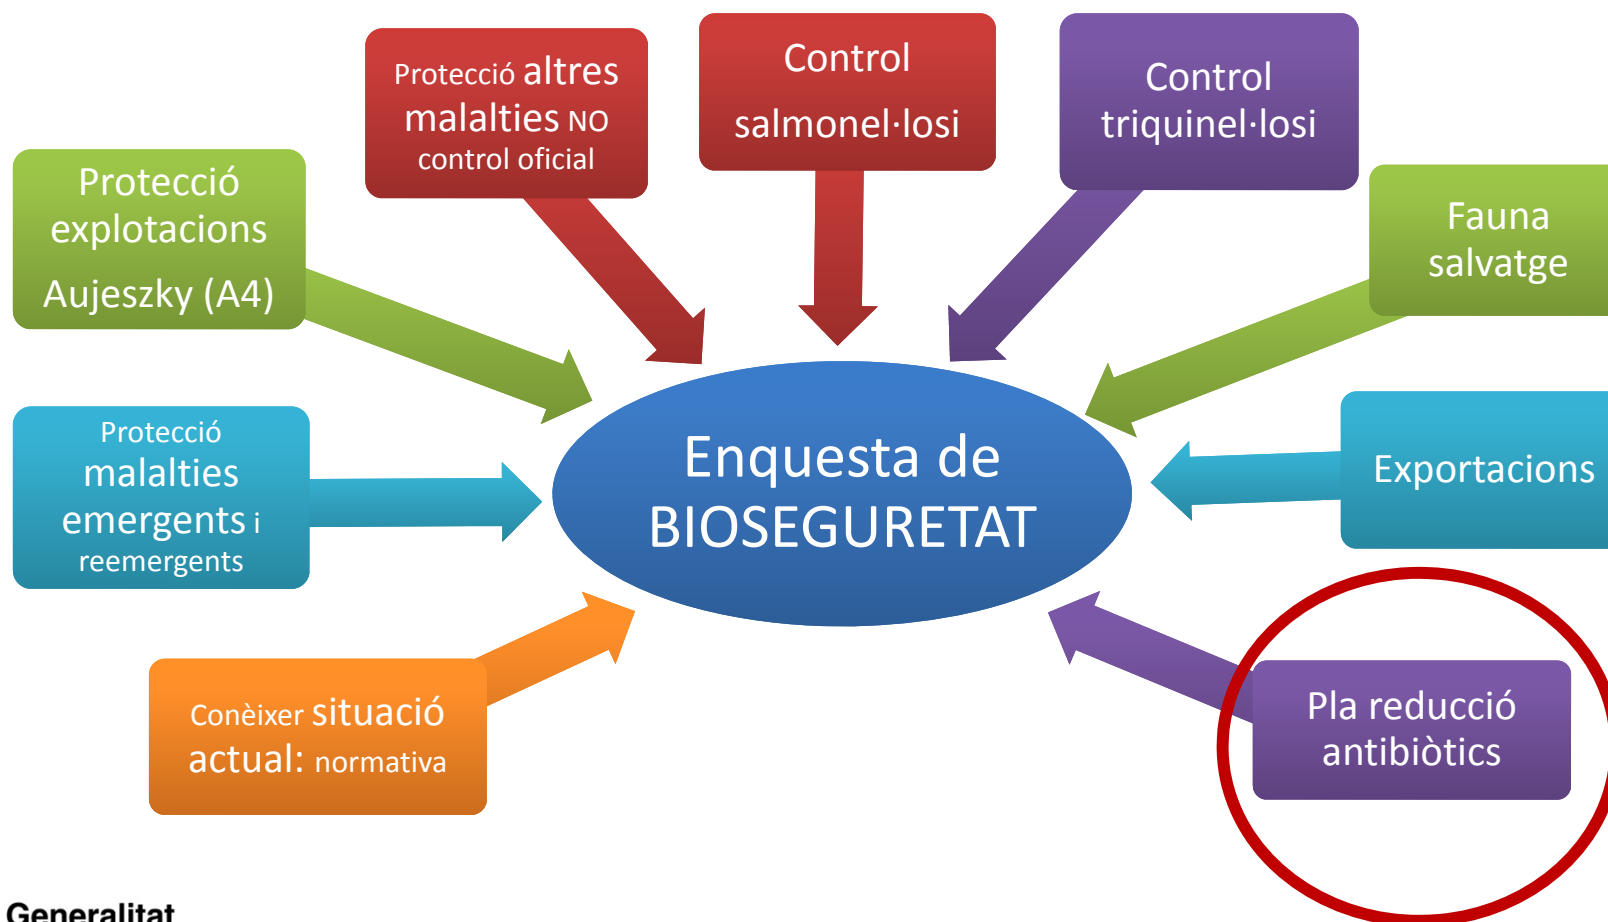 Protecció altres
malalties NO
control oficial
Control
salmonel·losi
Control
triquinel·losi
Protecció
explotacions
Aujeszky (A4)
Fauna
salvatge
Protecció
malalties
emergents i
reemergents
Enquesta de
BIOSEGURETAT
Exportacions
Conèixer situació
actual: normativa
Pla reducció
antibiòtics
Generalitat